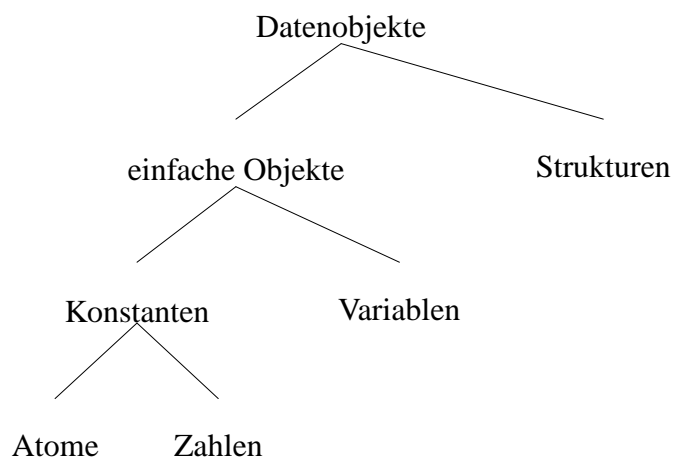 Datenobjekte
einfache Objekte Strukturen
Konstanten Variablen
Atome Zahlen